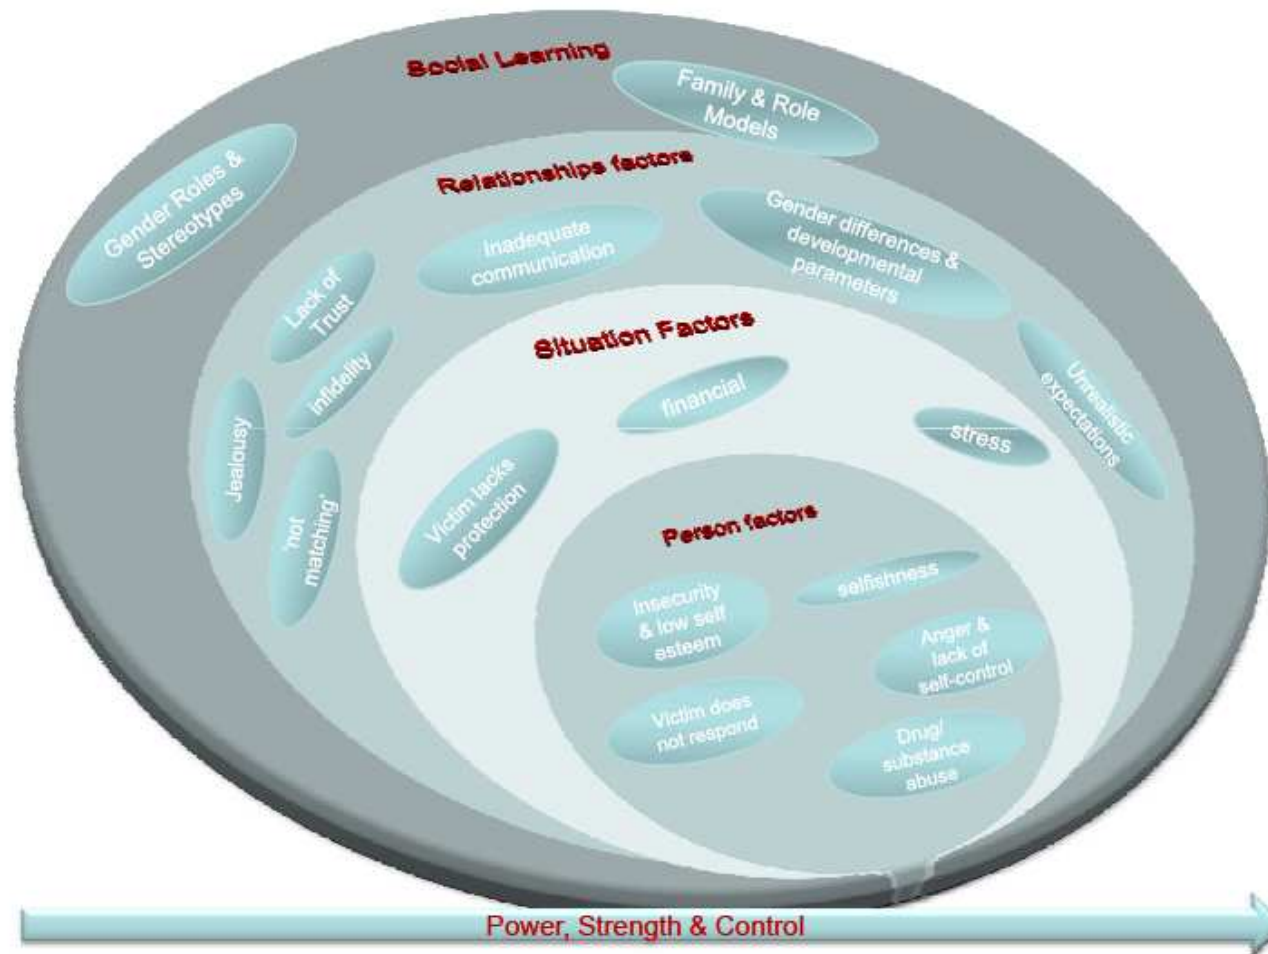 Social Learning
Family & Role
Models
Gender Roles &
Stereotypes
Relationships factors
Inadequate
communication
Gender differences &
developmental
parameters
Lack of
Trust
infidelity
Jealousy
'not
matching'
Unrealistic
expectations
Situation Factors
financial
stress
Victim lacks
protection
Person factors
Insecurity
& low self
esteem
selfishness
Anger &
lack of
self-control
Victim does
not respond
Drug/
substance
abuse
Power, Strength & Control